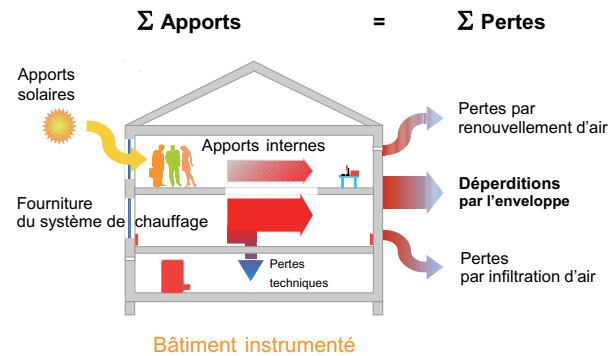 Σ Apports = Σ Pertes
Apports
solaires
Apports internes
Fourniture
du système de chauffage
Pertes
techniques
Pertes par
renouvellement d'air
Déperditions
par l'enveloppe
Pertes
par infiltration d'air
Bâtiment instrumenté